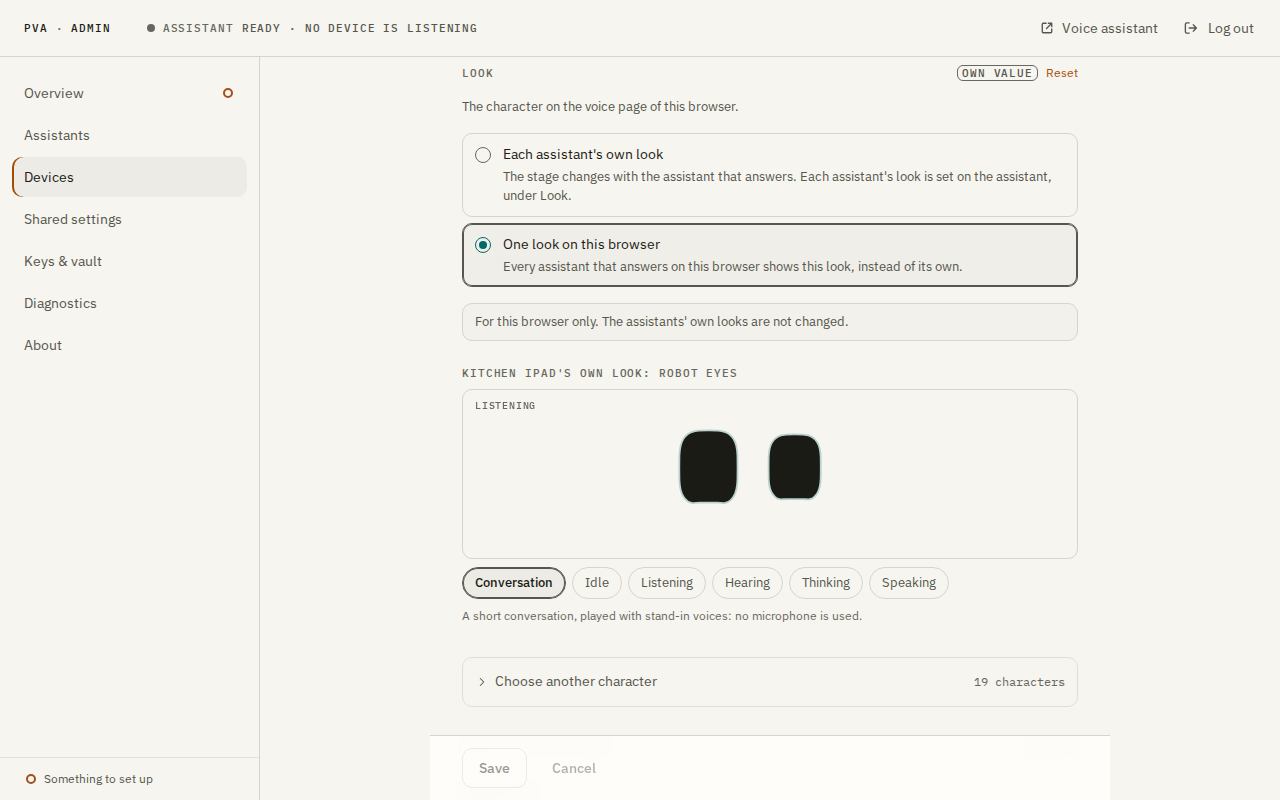 PVA · ADMIN
ASSISTANT READY · NO DEVICE IS LISTENING
Voice assistant
Log out
Overview
Assistants
Devices
Shared settings
Keys & vault
Diagnostics
About
Something to set up
LOOK
OWN VALUE
Reset
The character on the voice page of this browser.
Each assistant's own look
The stage changes with the assistant that answers. Each assistant's look is set on the assistant,
under Look.
One look on this browser
Every assistant that answers on this browser shows this look, instead of its own.
For this browser only. The assistants' own looks are not changed.
KITCHEN IPAD'S OWN LOOK: ROBOT EYES
LISTENING
Conversation
Idle
Listening
Hearing
Thinking
Speaking
A short conversation, played with stand-in voices: no microphone is used.
Choose another character
19 characters
Save
Cancel